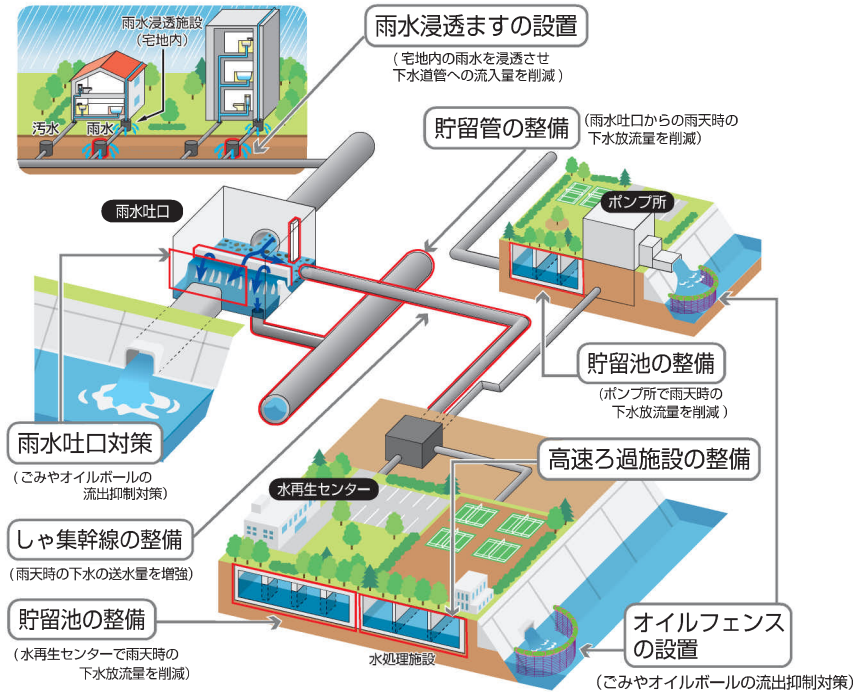 雨水浸透施設
(宅地内)
汚水
雨水
雨水浸透ますの設置
(宅地内の雨水を浸透させ
下水道管への流入量を削減)
貯留管の整備
(雨水吐口からの雨天時の
下水放流量を削減)
雨水吐口
ポンプ所
貯留池の整備
(ポンプ所で雨天時の
下水放流量を削減)
雨水吐口対策
(ごみやオイルボールの
流出抑制対策)
高速ろ過施設の整備
水再生センター
しゃ集幹線の整備
(雨天時の下水の送水量を増強)
貯留池の整備
(水再生センターで雨天時の
下水放流量を削減)
水処理施設
オイルフェンス
の設置
(ごみやオイルボールの流出抑制対策)